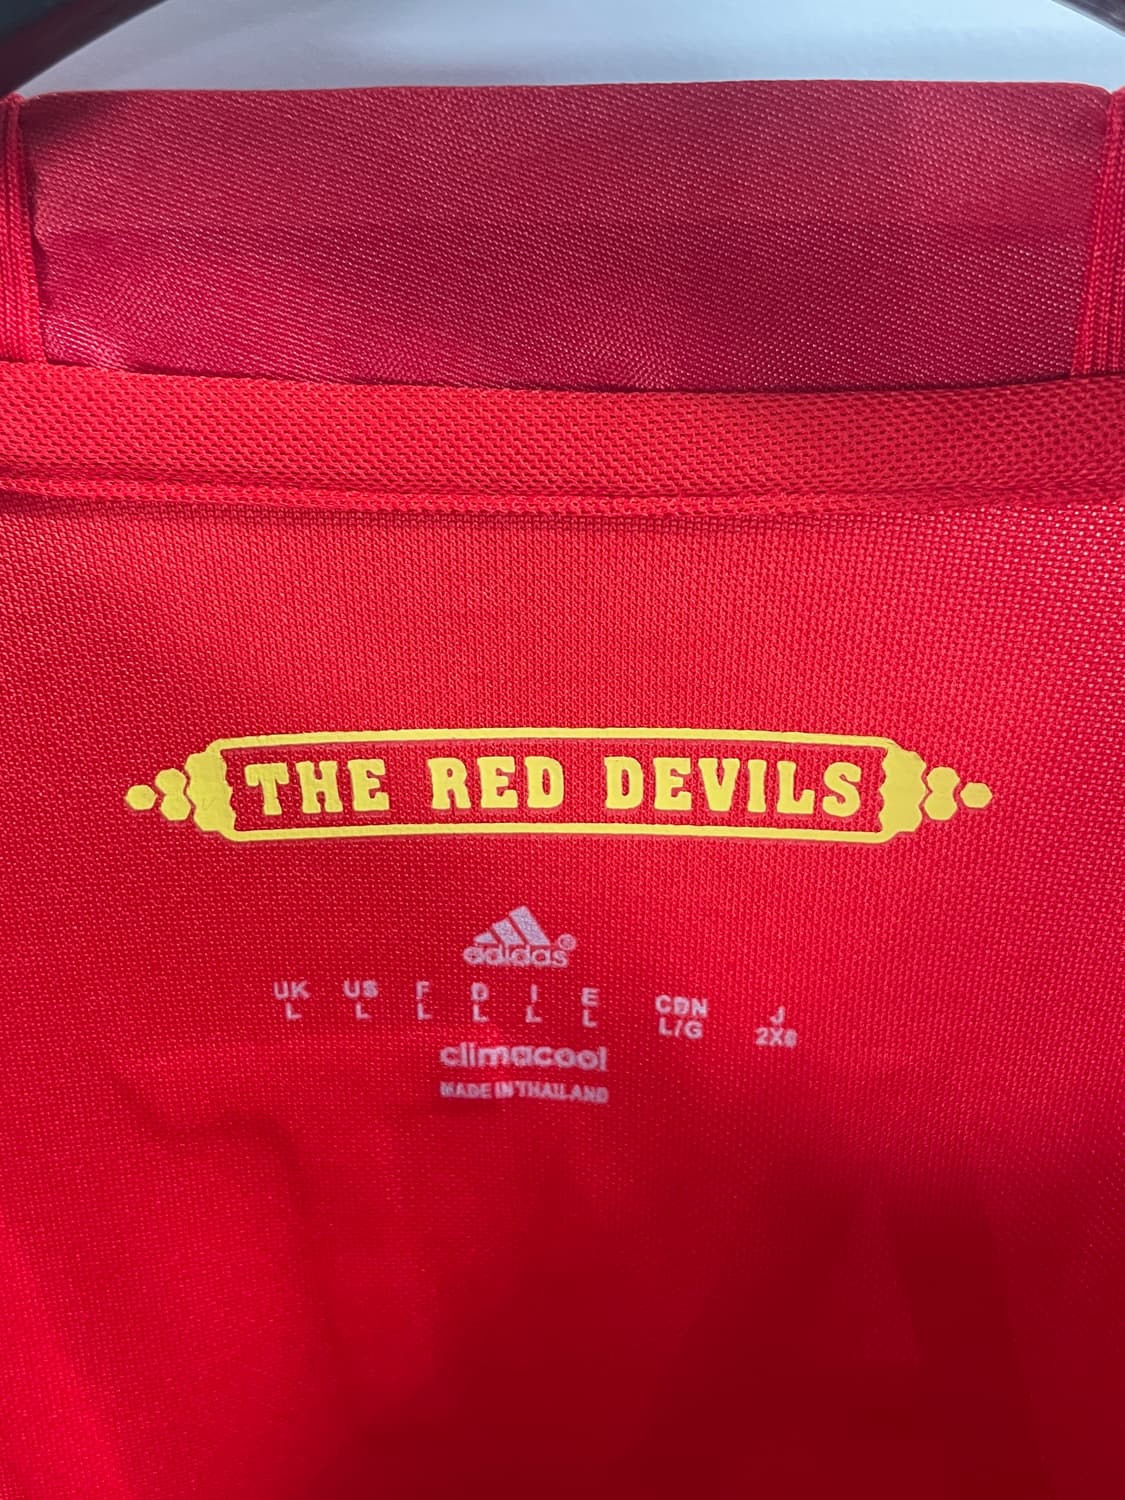 THE RED DEVILS
adidas®
UK US F D I E CDN J
L L L L L L L/G 2XO
climacool
MADE IN THAILAND